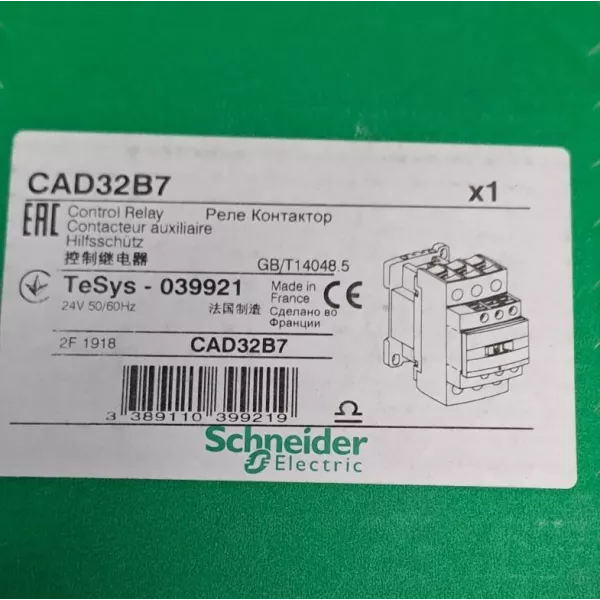 CAD32B7
x1
EAC
Control Relay Реле Контактор
Contacteur auxiliaire
Hilfsschütz
控制继电器
GB/T14048.5
TeSys - 039921
24V 50/60Hz
法国制造
Made in
France
CE
Сделано во
Франции
2F 1918
CAD32B7
3 389110 399219
Schneider
Electric